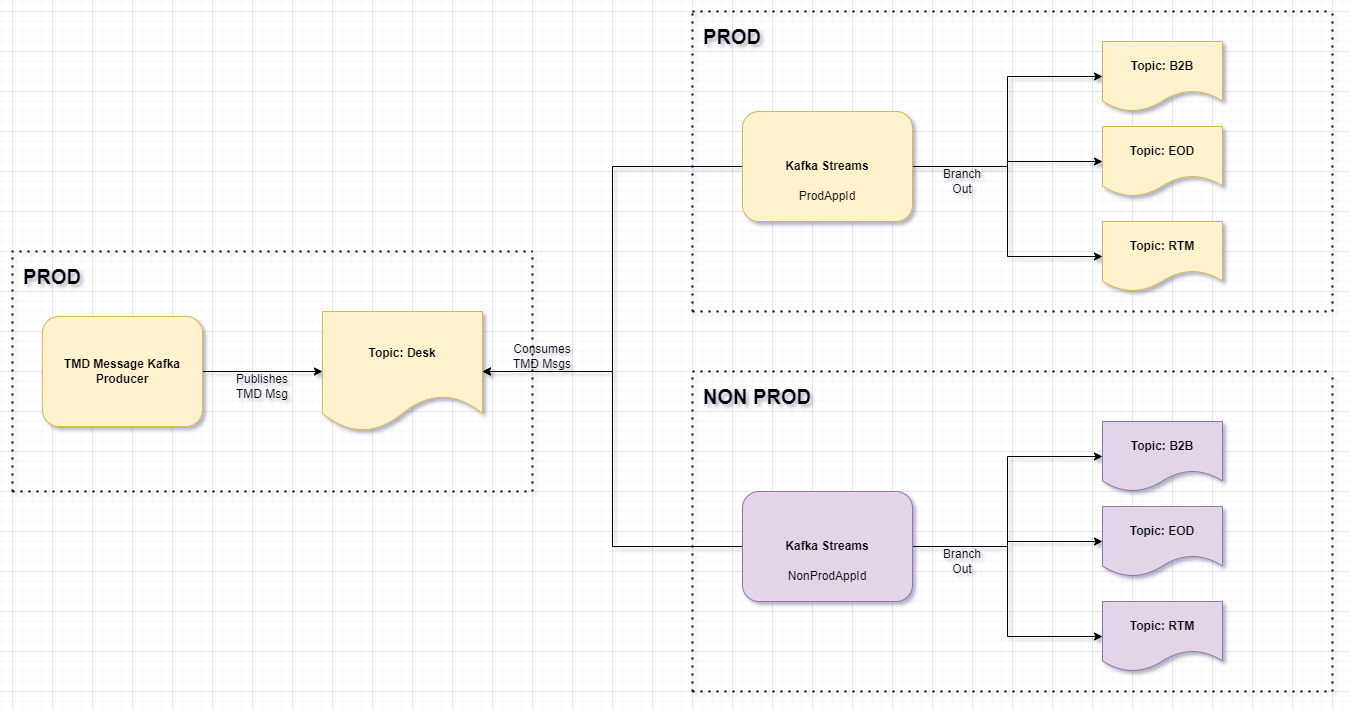 PROD
TMD Message Kafka
Producer
Publishes
TMD Msg
Topic: Desk
Consumes
TMD Msgs
PROD
Kafka Streams
ProdAppId
Branch
Out
Topic: B2B
Topic: EOD
Topic: RTM
NON PROD
Kafka Streams
NonProdAppId
Branch
Out
Topic: B2B
Topic: EOD
Topic: RTM